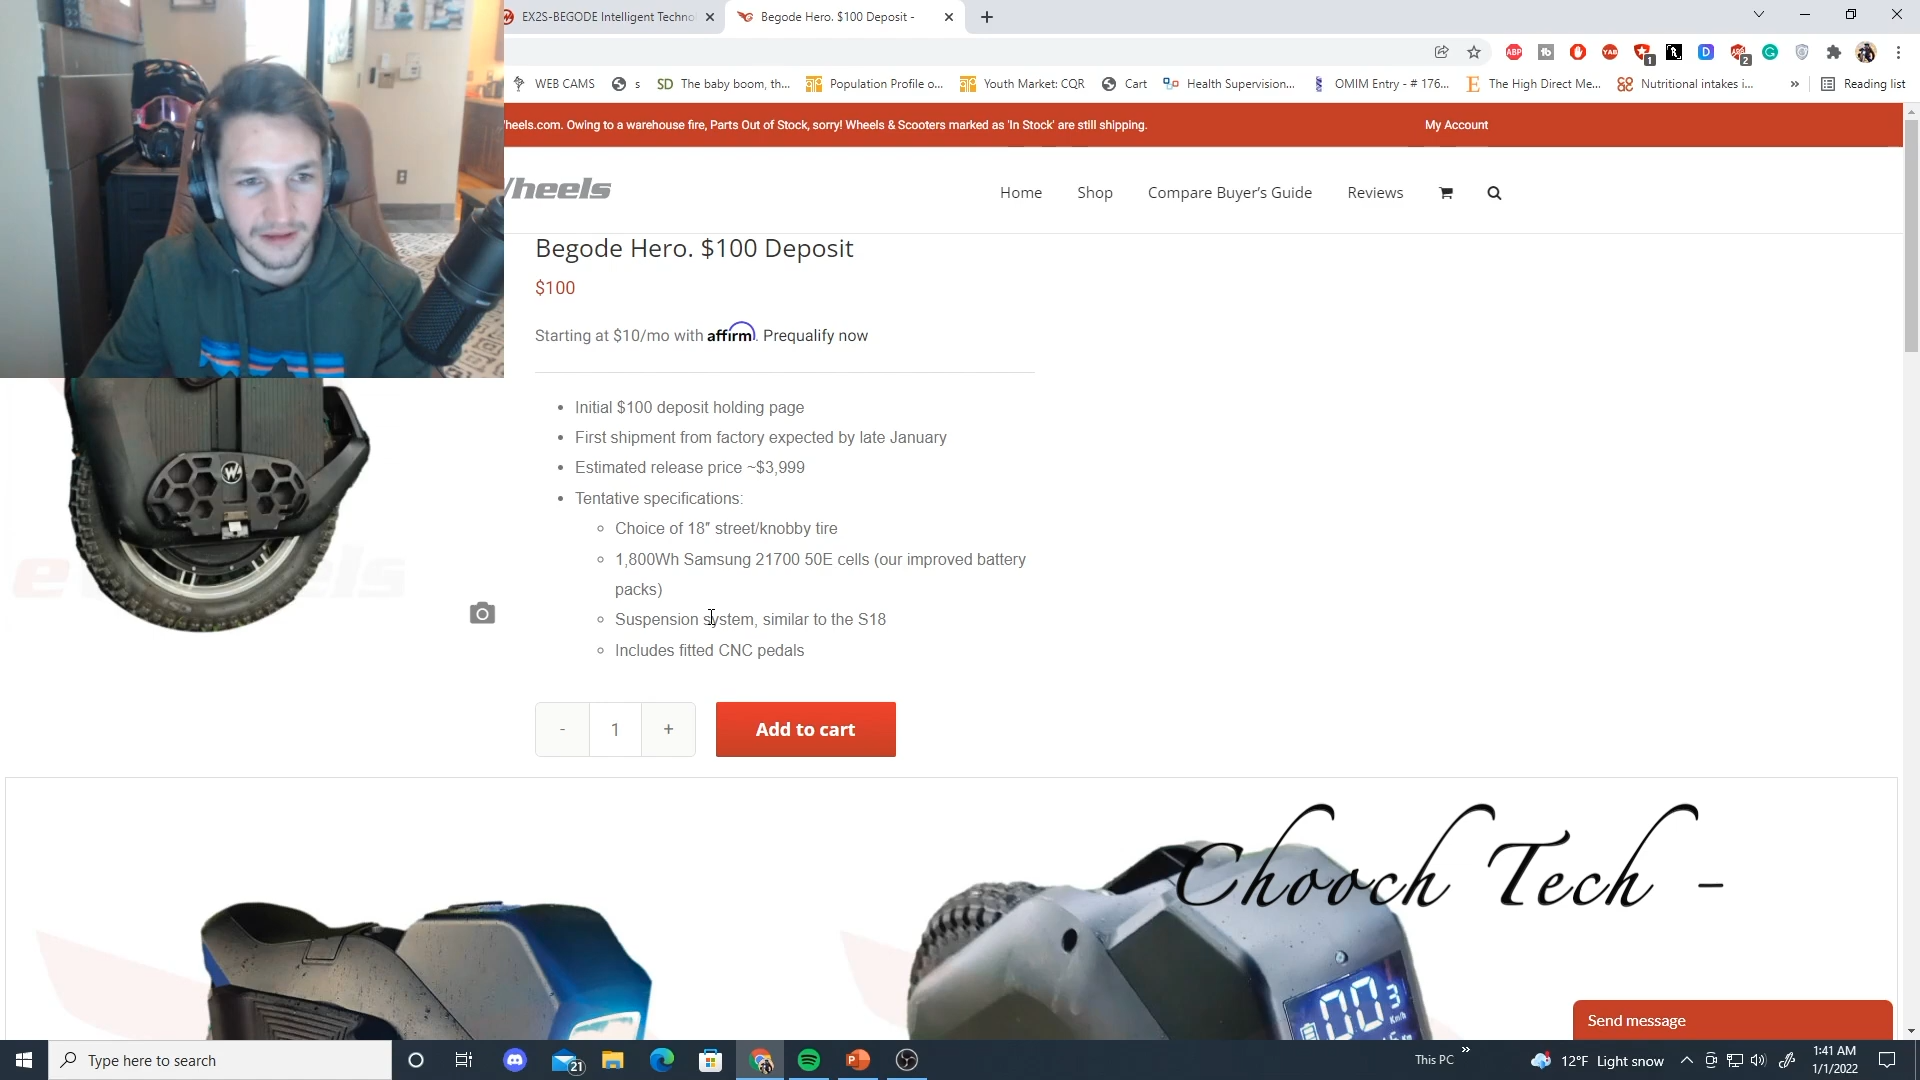 EX2S-BEGODE Intelligent Techno
Begode Hero. $100 Deposit -
WEB CAMS
s
SD The baby boom, th...
Population Profile o...
Youth Market: CQR
Cart
Health Supervision...
OMIM Entry - # 176...
The High Direct Me...
Nutritional intakes i...
»
Reading list
heels.com. Owing to a warehouse fire, Parts Out of Stock, sorry! Wheels & Scooters marked as 'In Stock' are still shipping.
My Account
Wheels
Home
Shop
Compare Buyer's Guide
Reviews
Begode Hero. $100 Deposit
$100
Starting at $10/mo with affirm. Prequalify now
Initial $100 deposit holding page
First shipment from factory expected by late January
Estimated release price ~$3,999
Tentative specifications:
Choice of 18" street/knobby tire
1,800Wh Samsung 21700 50E cells (our improved battery
packs)
Suspension system, similar to the S18
Includes fitted CNC pedals
- 1 +
Add to cart
Chooch Tech -
Send message
Type here to search
21
This PC
»
12°F Light snow
1:41 AM
1/1/2022